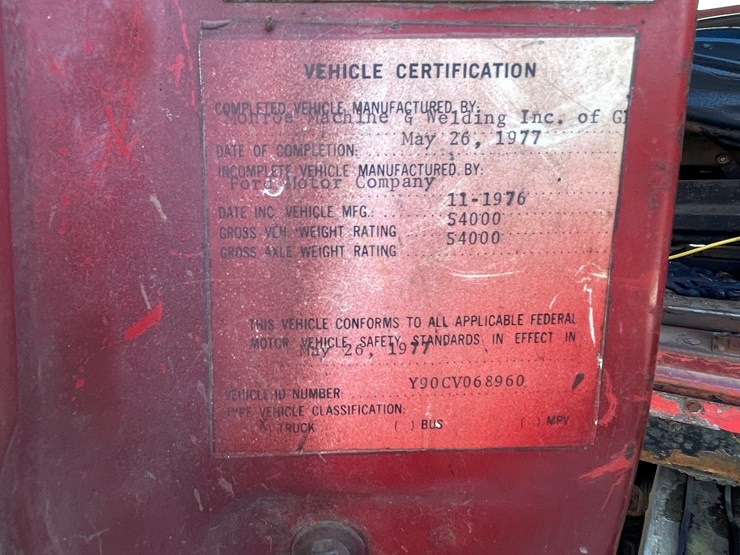 VEHICLE CERTIFICATION
COMPLETED VEHICLE MANUFACTURED BY:
Monroe Machine & Welding Inc. of Gl
May 26, 1977
DATE OF COMPLETION:
INCOMPLETE VEHICLE MANUFACTURED BY:
Ford Motor Company
11-1976
DATE INC. VEHICLE MFG.
54000
GROSS VEH. WEIGHT RATING
54000
GROSS AXLE WEIGHT RATING
THIS VEHICLE CONFORMS TO ALL APPLICABLE FEDERAL
MOTOR VEHICLE SAFETY STANDARDS IN EFFECT IN
May 26, 1977
VEHICLE ID NUMBER Y90CV068960
TYPE VEHICLE CLASSIFICATION:
X TRUCK ( ) BUS ( ) MPV